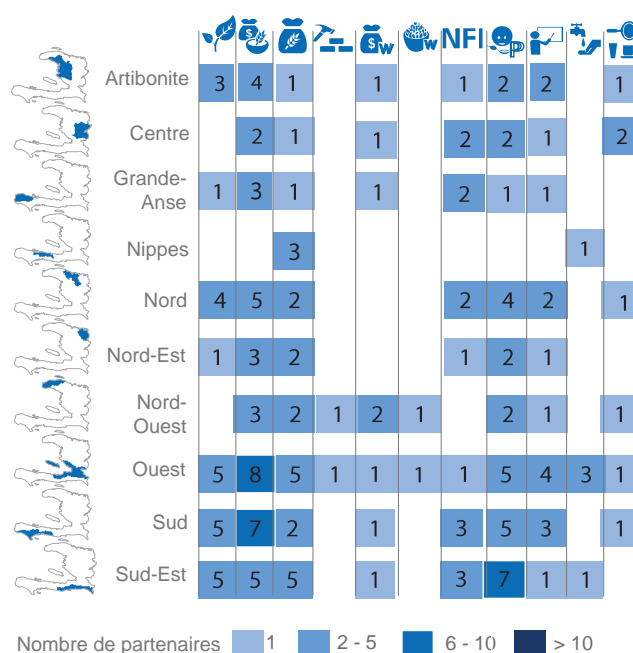 $ $ W W NFI P
Artibonite 3 4 1 1 1 2 2 1
Centre 2 1 1 2 2 1 2
Grande-
Anse 1 3 1 1 2 1 1
Nippes 3 1
Nord 4 5 2 2 4 2 1
Nord-Est 1 3 2 1 2 1
Nord-
Ouest 3 2 1 2 1 2 1 1
Ouest 5 8 5 1 1 1 1 5 4 3 1
Sud 5 7 2 1 3 5 3 1
Sud-Est 5 5 5 1 3 7 1 1
Nombre de partenaires 1 2 - 5 6 - 10 > 10